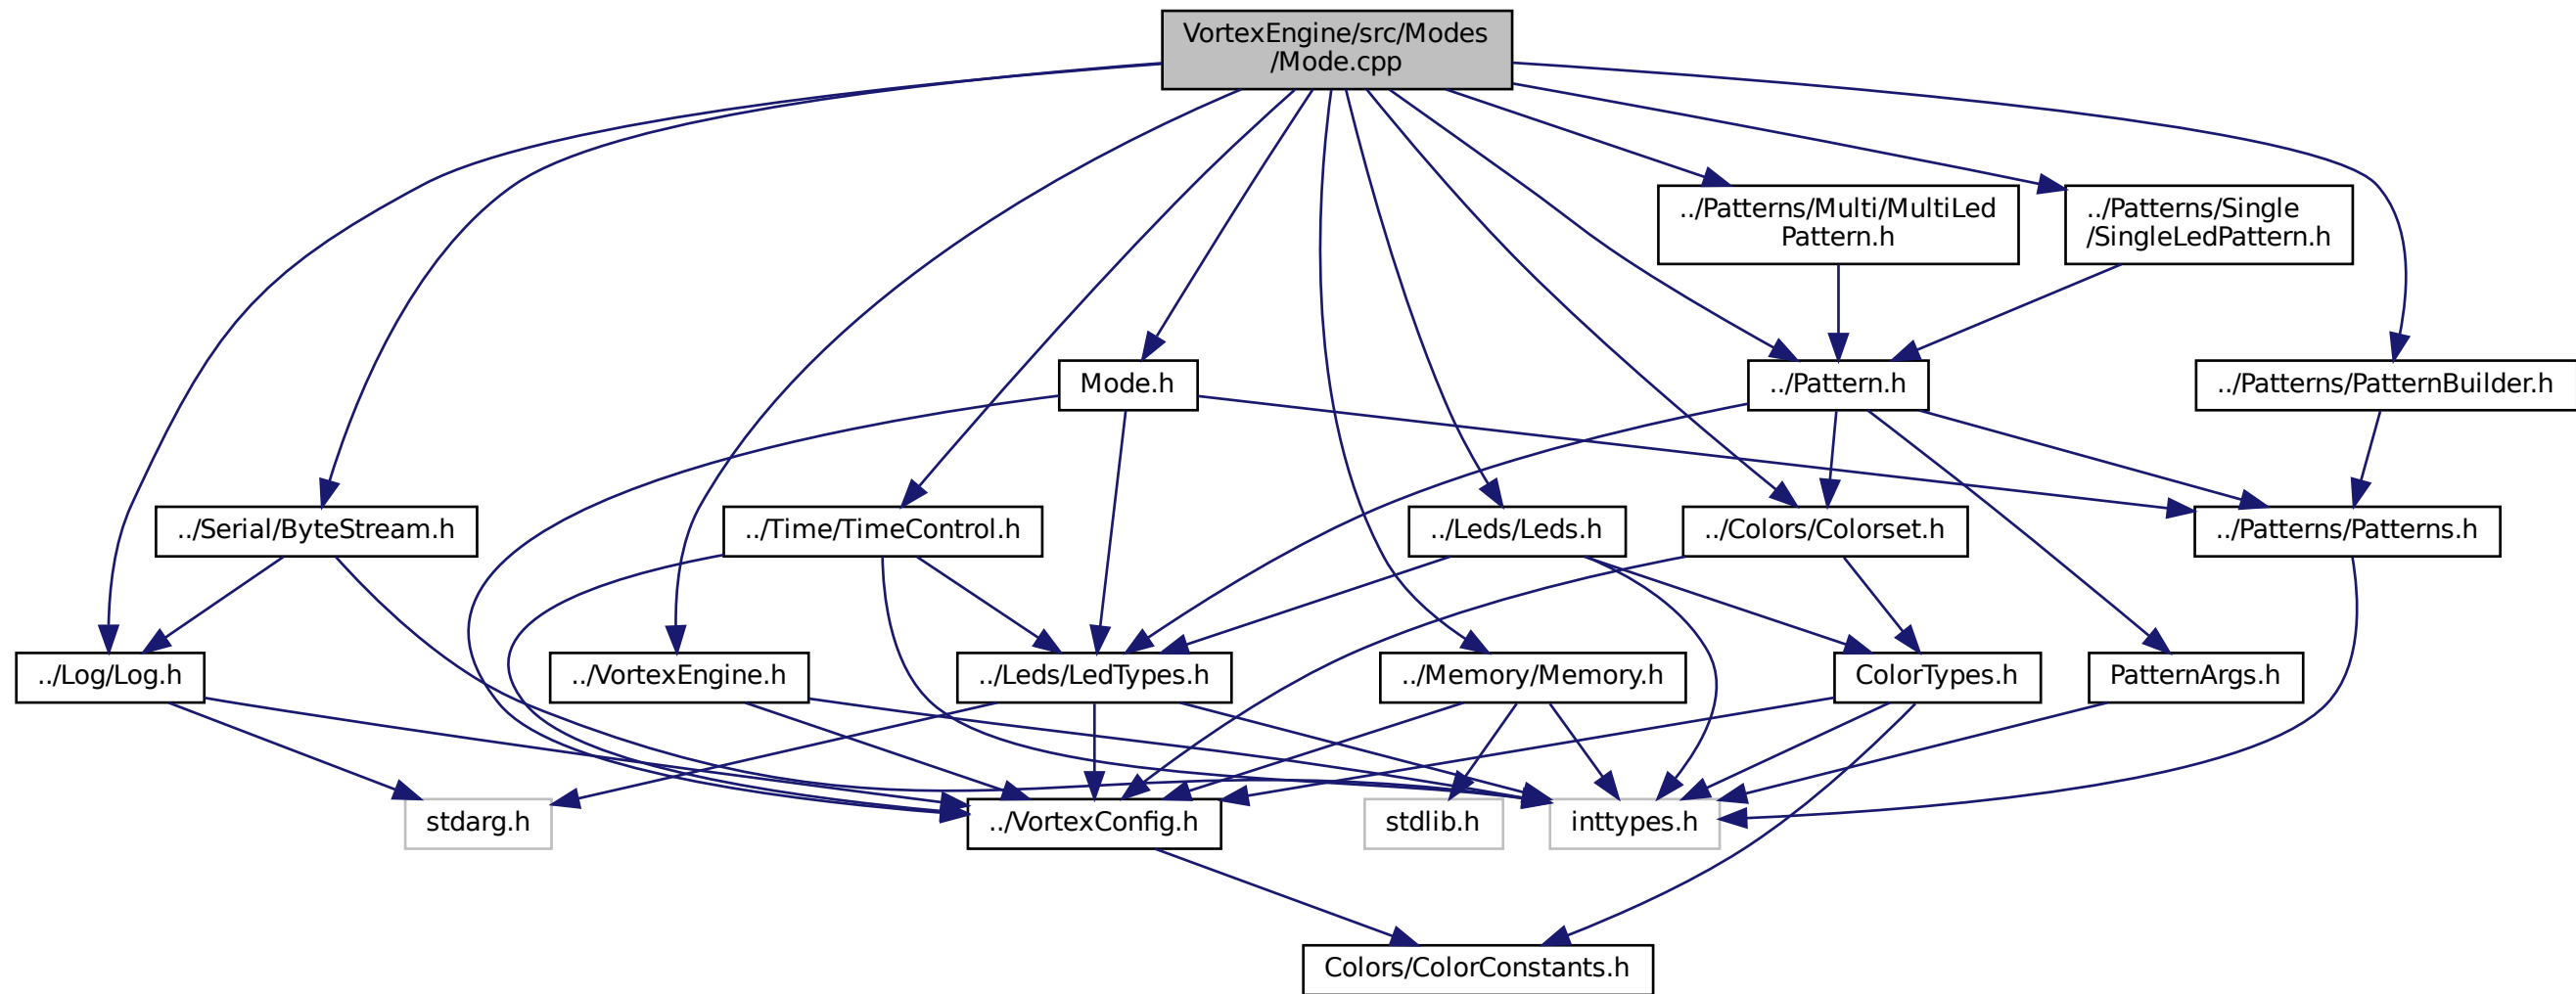 VortexEngine/src/Modes
/Mode.cpp
../Patterns/Multi/MultiLed
Pattern.h
../Patterns/Single
/SingleLedPattern.h
Mode.h
../Pattern.h
../Patterns/PatternBuilder.h
../Serial/ByteStream.h
../Time/TimeControl.h
../Leds/Leds.h
../Colors/Colorset.h
../Patterns/Patterns.h
../Log/Log.h
../VortexEngine.h
../Leds/LedTypes.h
../Memory/Memory.h
ColorTypes.h
PatternArgs.h
stdarg.h
../VortexConfig.h
stdlib.h
inttypes.h
Colors/ColorConstants.h